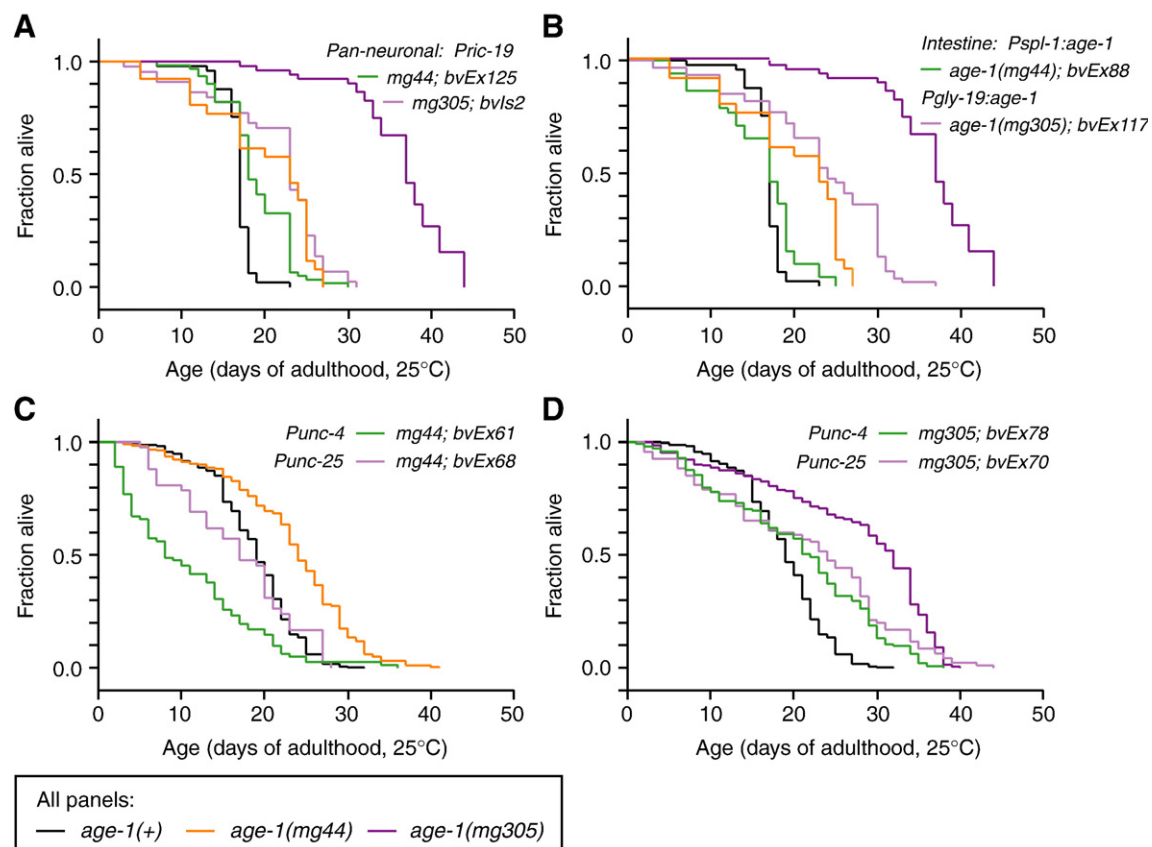 A
Pan-neuronal: Pric-19
mg44; bvEx125
mg305; bvIs2
Fraction alive
1.0
0.5
0.0
0 10 20 30 40 50
Age (days of adulthood, 25°C)
B
Intestine: Pspl-1:age-1
age-1(mg44); bvEx88
Pgly-19:age-1
age-1(mg305); bvEx117
Fraction alive
1.0
0.5
0.0
0 10 20 30 40 50
Age (days of adulthood, 25°C)
C
Punc-4 mg44; bvEx61
Punc-25 mg44; bvEx68
Fraction alive
1.0
0.5
0.0
0 10 20 30 40 50
Age (days of adulthood, 25°C)
D
Punc-4 mg305; bvEx78
Punc-25 mg305; bvEx70
Fraction alive
1.0
0.5
0.0
0 10 20 30 40 50
Age (days of adulthood, 25°C)
All panels:
age-1(+) age-1(mg44) age-1(mg305)